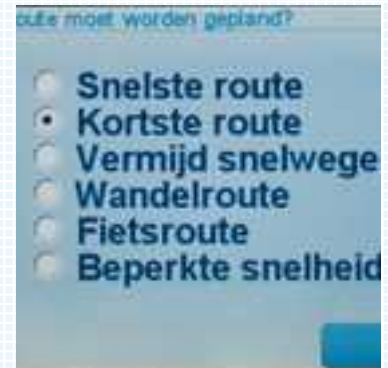 oute moet worden gepland?
Snelste route
Kortste route
Vermijd snelwege
Wandelroute
Fietsroute
Beperkte snelheid